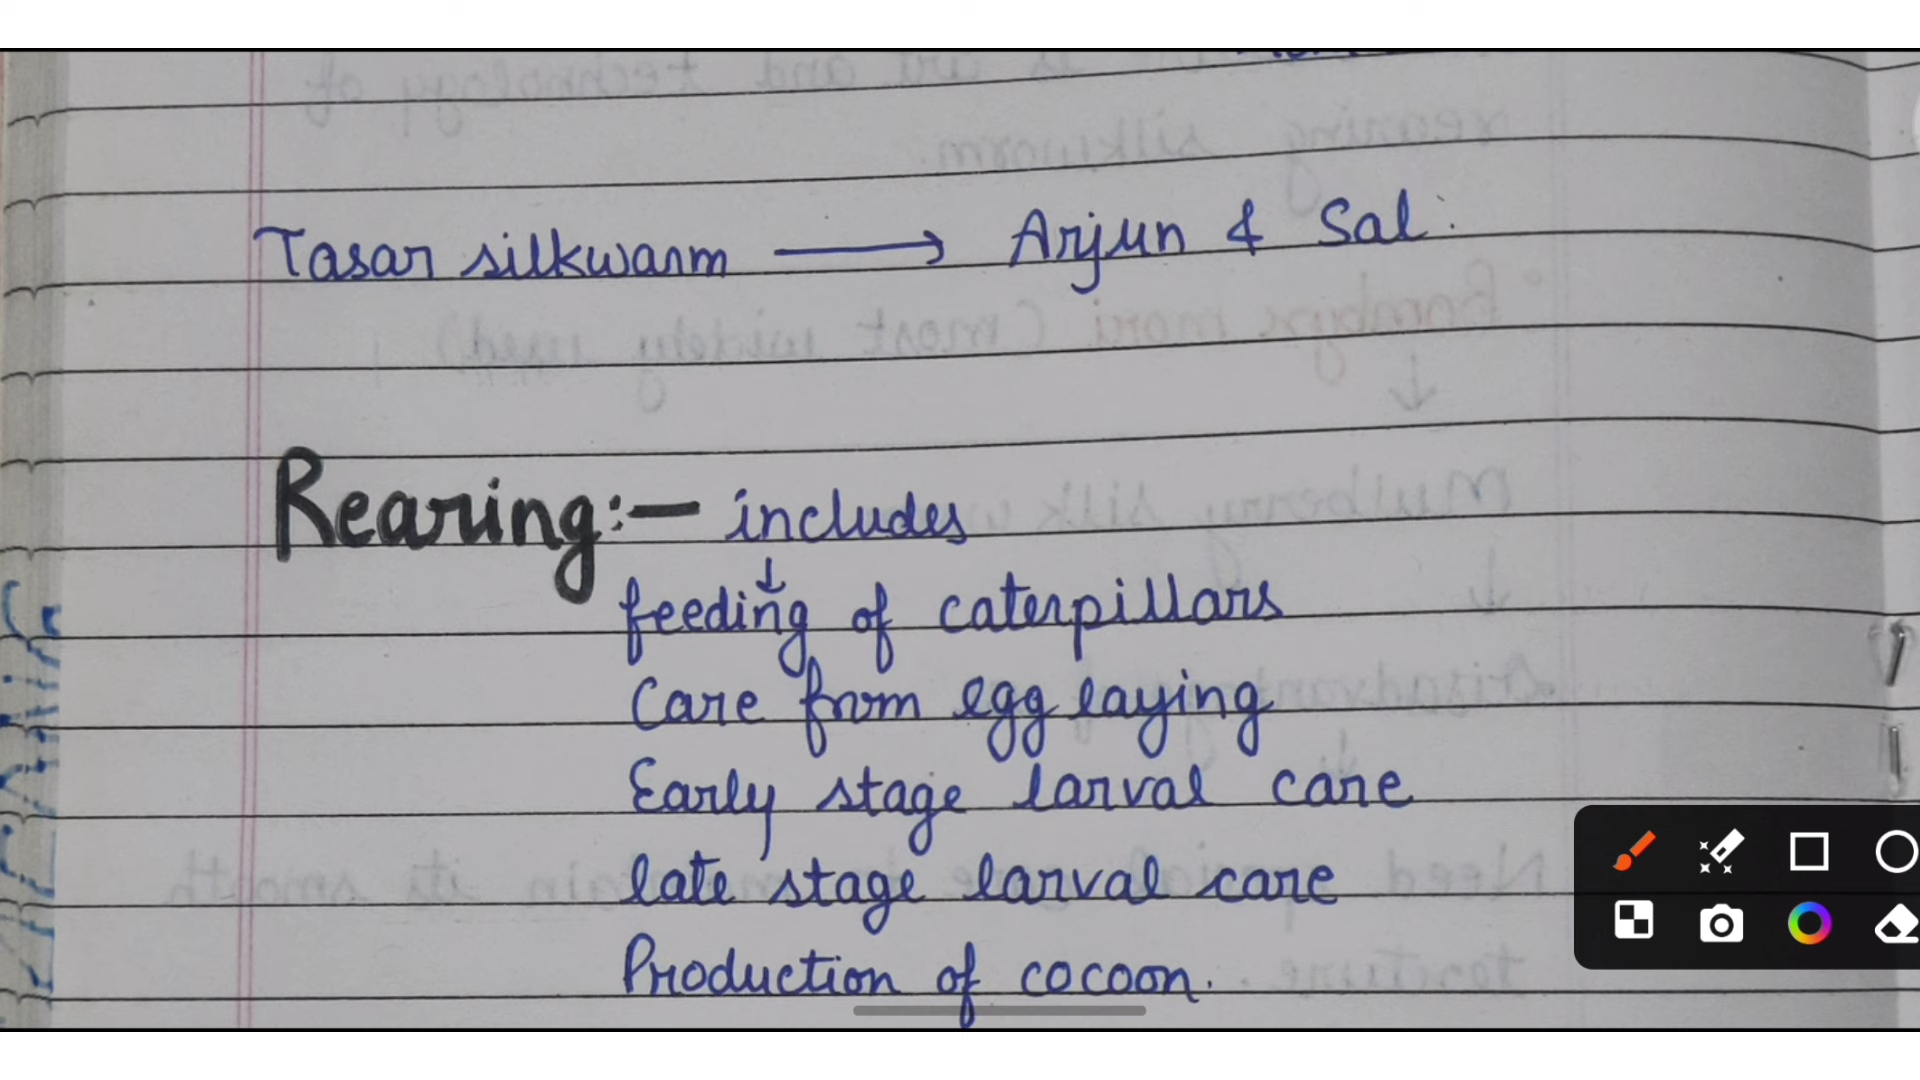 Tasar silkwarm → Arjun & Sal.
Rearing:- includes
↓
feeding of caterpillars
Care from egg laying
Early stage larval care
late stage larval care
Production of cocoon.